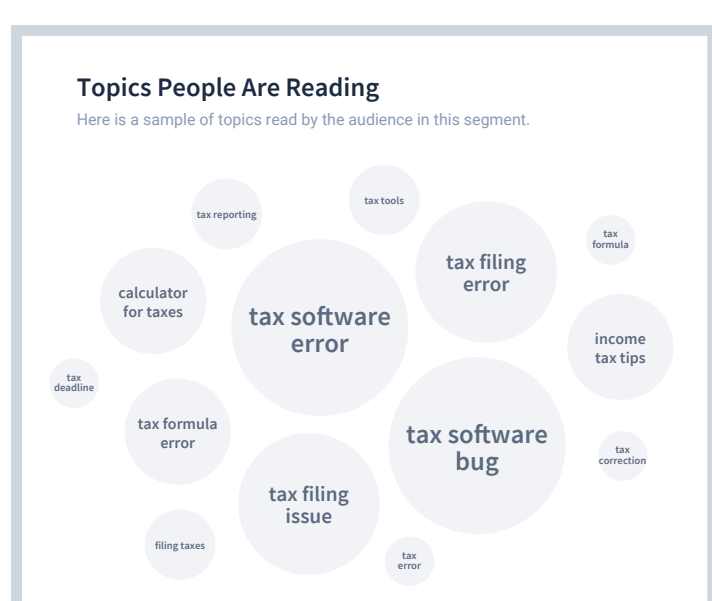 Topics People Are Reading
Here is a sample of topics read by the audience in this segment.
tax reporting
tax tools
tax
formula
tax filing
error
calculator
for taxes
tax software
error
income
tax tips
tax
deadline
tax formula
error
tax software
bug
tax
correction
tax filing
issue
filing taxes
tax
error